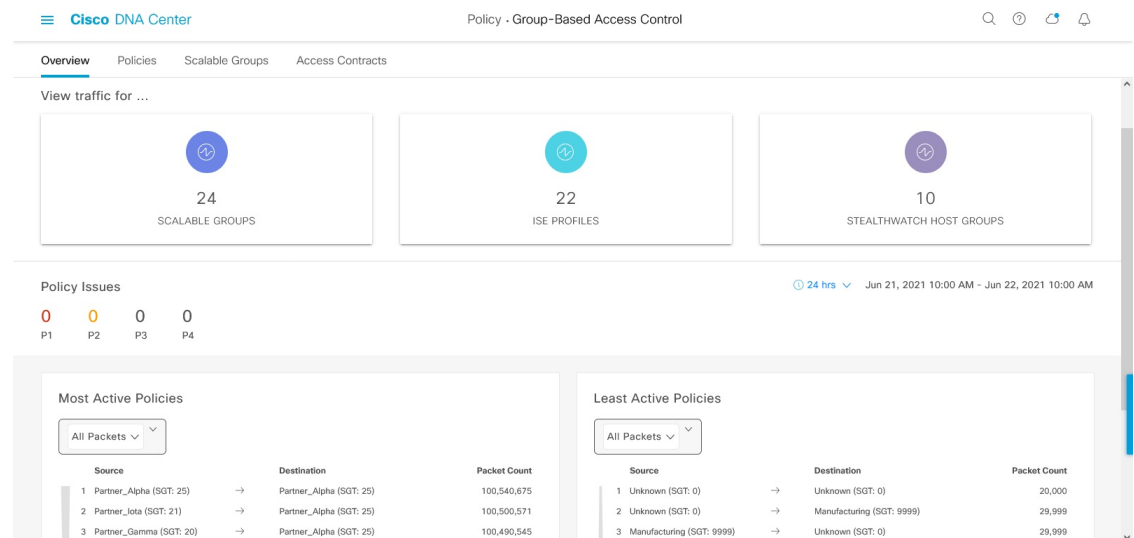 Cisco DNA Center
Policy · Group-Based Access Control
Overview Policies Scalable Groups Access Contracts
View traffic for ...
24
SCALABLE GROUPS
22
ISE PROFILES
10
STEALTHWATCH HOST GROUPS
Policy Issues
24 hrs Jun 21, 2021 10:00 AM - Jun 22, 2021 10:00 AM
0 0 0 0
P1 P2 P3 P4
Most Active Policies
All Packets
Source Destination Packet Count
1 Partner_Alpha (SGT: 25) → Partner_Alpha (SGT: 25) 100,540,675
2 Partner_Iota (SGT: 21) → Partner_Alpha (SGT: 25) 100,500,571
3 Partner_Gamma (SGT: 20) → Partner_Alpha (SGT: 25) 100,490,545
Least Active Policies
All Packets
Source Destination Packet Count
1 Unknown (SGT: 0) → Unknown (SGT: 0) 20,000
2 Unknown (SGT: 0) → Manufacturing (SGT: 9999) 29,999
3 Manufacturing (SGT: 9999) → Unknown (SGT: 0) 29,999